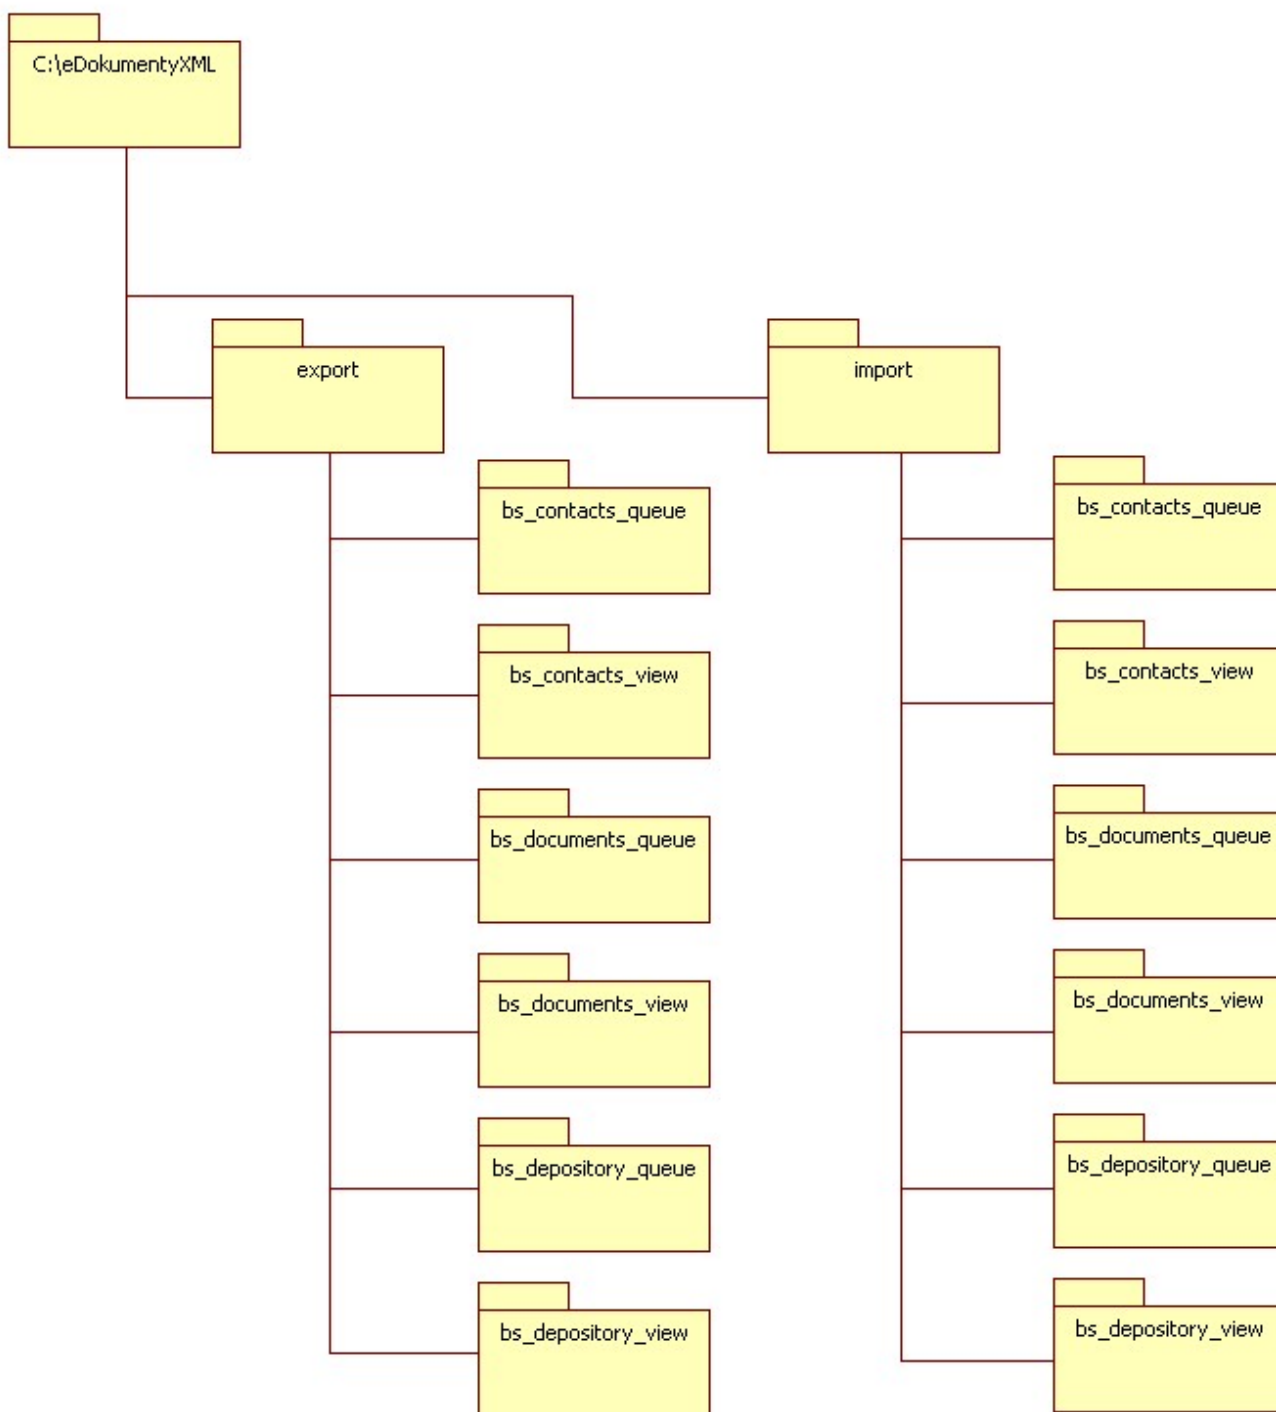 C:\eDokumentyXML
export
import
bs_contacts_queue
bs_contacts_view
bs_documents_queue
bs_documents_view
bs_depository_queue
bs_depository_view
bs_contacts_queue
bs_contacts_view
bs_documents_queue
bs_documents_view
bs_depository_queue
bs_depository_view